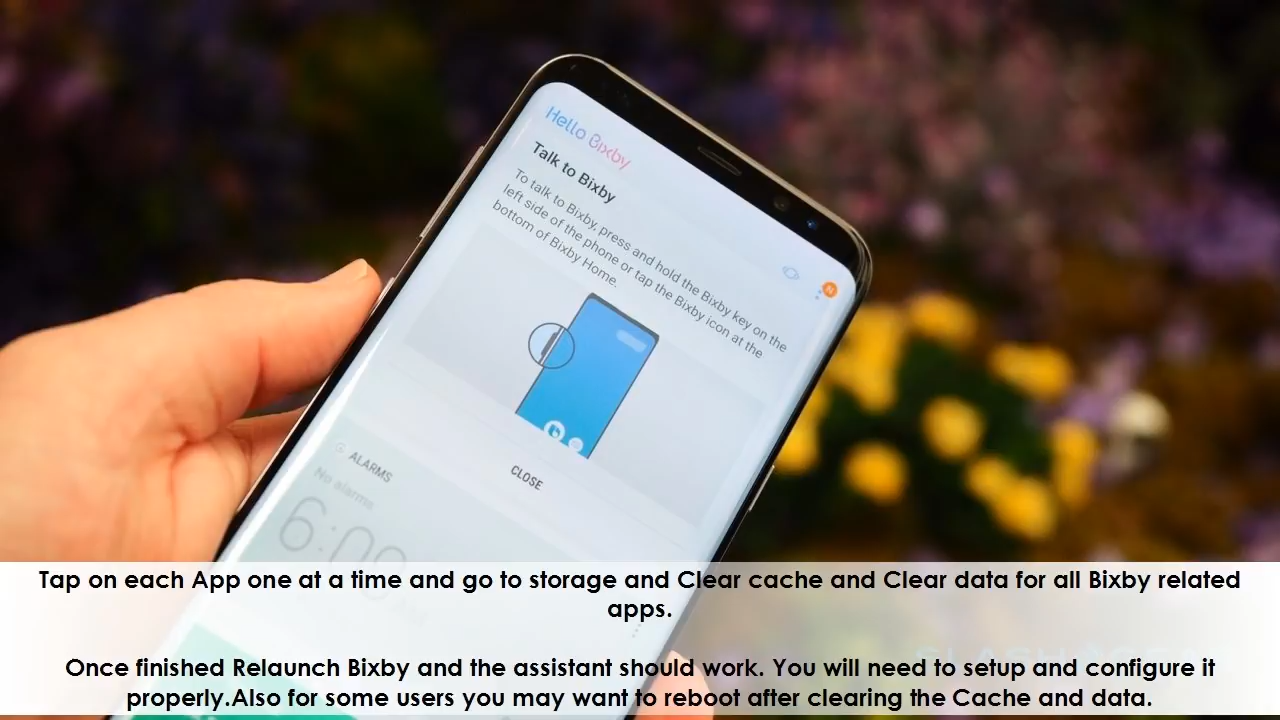 Hello Bixby
Talk to Bixby
To talk to Bixby, press and hold the Bixby key on the
left side of the phone or tap the Bixby icon at the
bottom of Bixby Home.
N
CLOSE
ALARMS
No alarms
6:00
Tap on each App one at a time and go to storage and Clear cache and Clear data for all Bixby related
apps.
Once finished Relaunch Bixby and the assistant should work. You will need to setup and configure it
properly.Also for some users you may want to reboot after clearing the Cache and data.